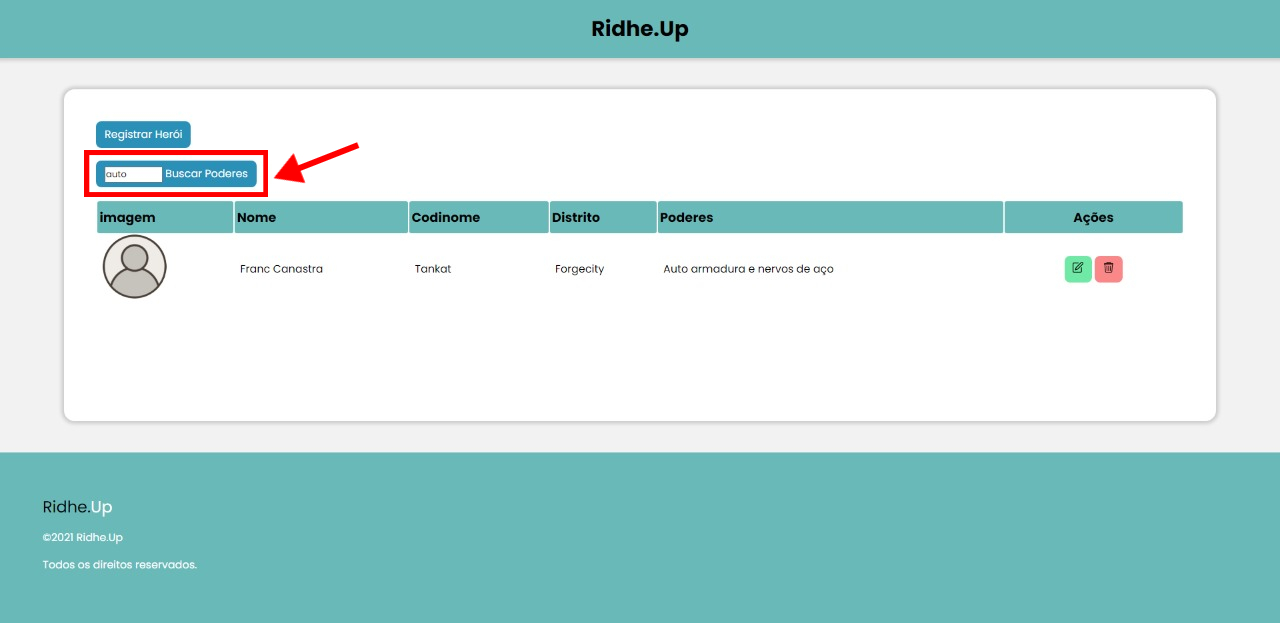 Ridhe.Up
Registrar Herói
auto Buscar Poderes
imagem Nome Codinome Distrito Poderes Ações
Franc Canastra Tankat Forgecity Auto armadura e nervos de aço
Ridhe.Up
©2021 Ridhe.Up
Todos os direitos reservados.